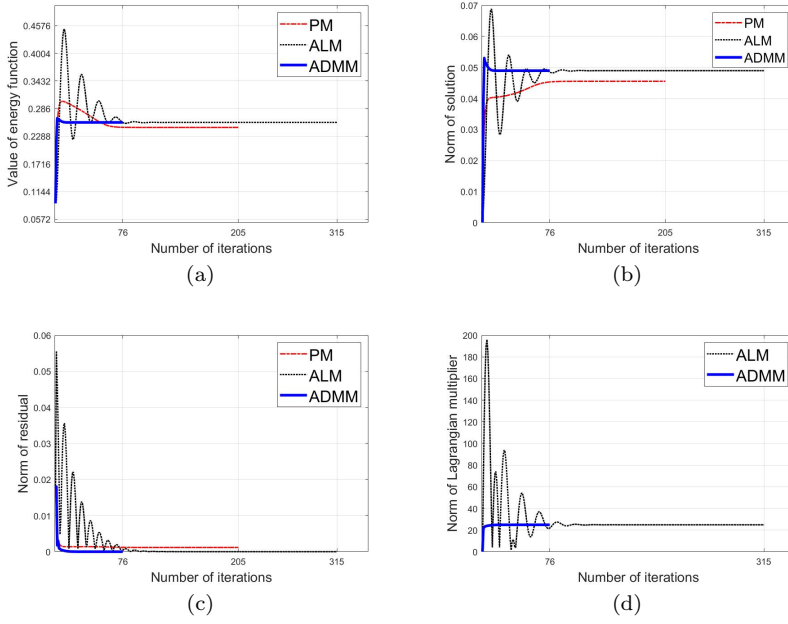 Value of energy function
0.4576
0.4004
0.3432
0.286
0.2288
0.1716
0.1144
0.0572
PM
ALM
ADMM
76
205
315
Number of iterations
(a)
Norm of solution
0.07
0.06
0.05
0.04
0.03
0.02
0.01
0
PM
ALM
ADMM
76
205
315
Number of iterations
(b)
Norm of residual
0.06
0.05
0.04
0.03
0.02
0.01
0
PM
ALM
ADMM
76
205
315
Number of iterations
(c)
Norm of Lagrangian multiplier
200
180
160
140
120
100
80
60
40
20
0
ALM
ADMM
76
315
Number of iterations
(d)